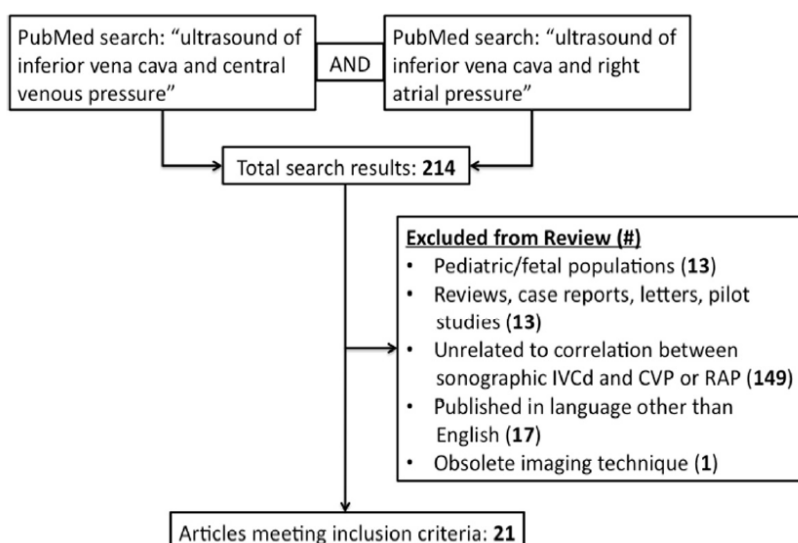 PubMed search: “ultrasound of
inferior vena cava and central
venous pressure”
AND
PubMed search: “ultrasound of
inferior vena cava and right
atrial pressure”
Total search results: 214
Excluded from Review (#)
• Pediatric/fetal populations (13)
• Reviews, case reports, letters, pilot
studies (13)
• Unrelated to correlation between
sonographic IVCd and CVP or RAP (149)
• Published in language other than
English (17)
• Obsolete imaging technique (1)
Articles meeting inclusion criteria: 21